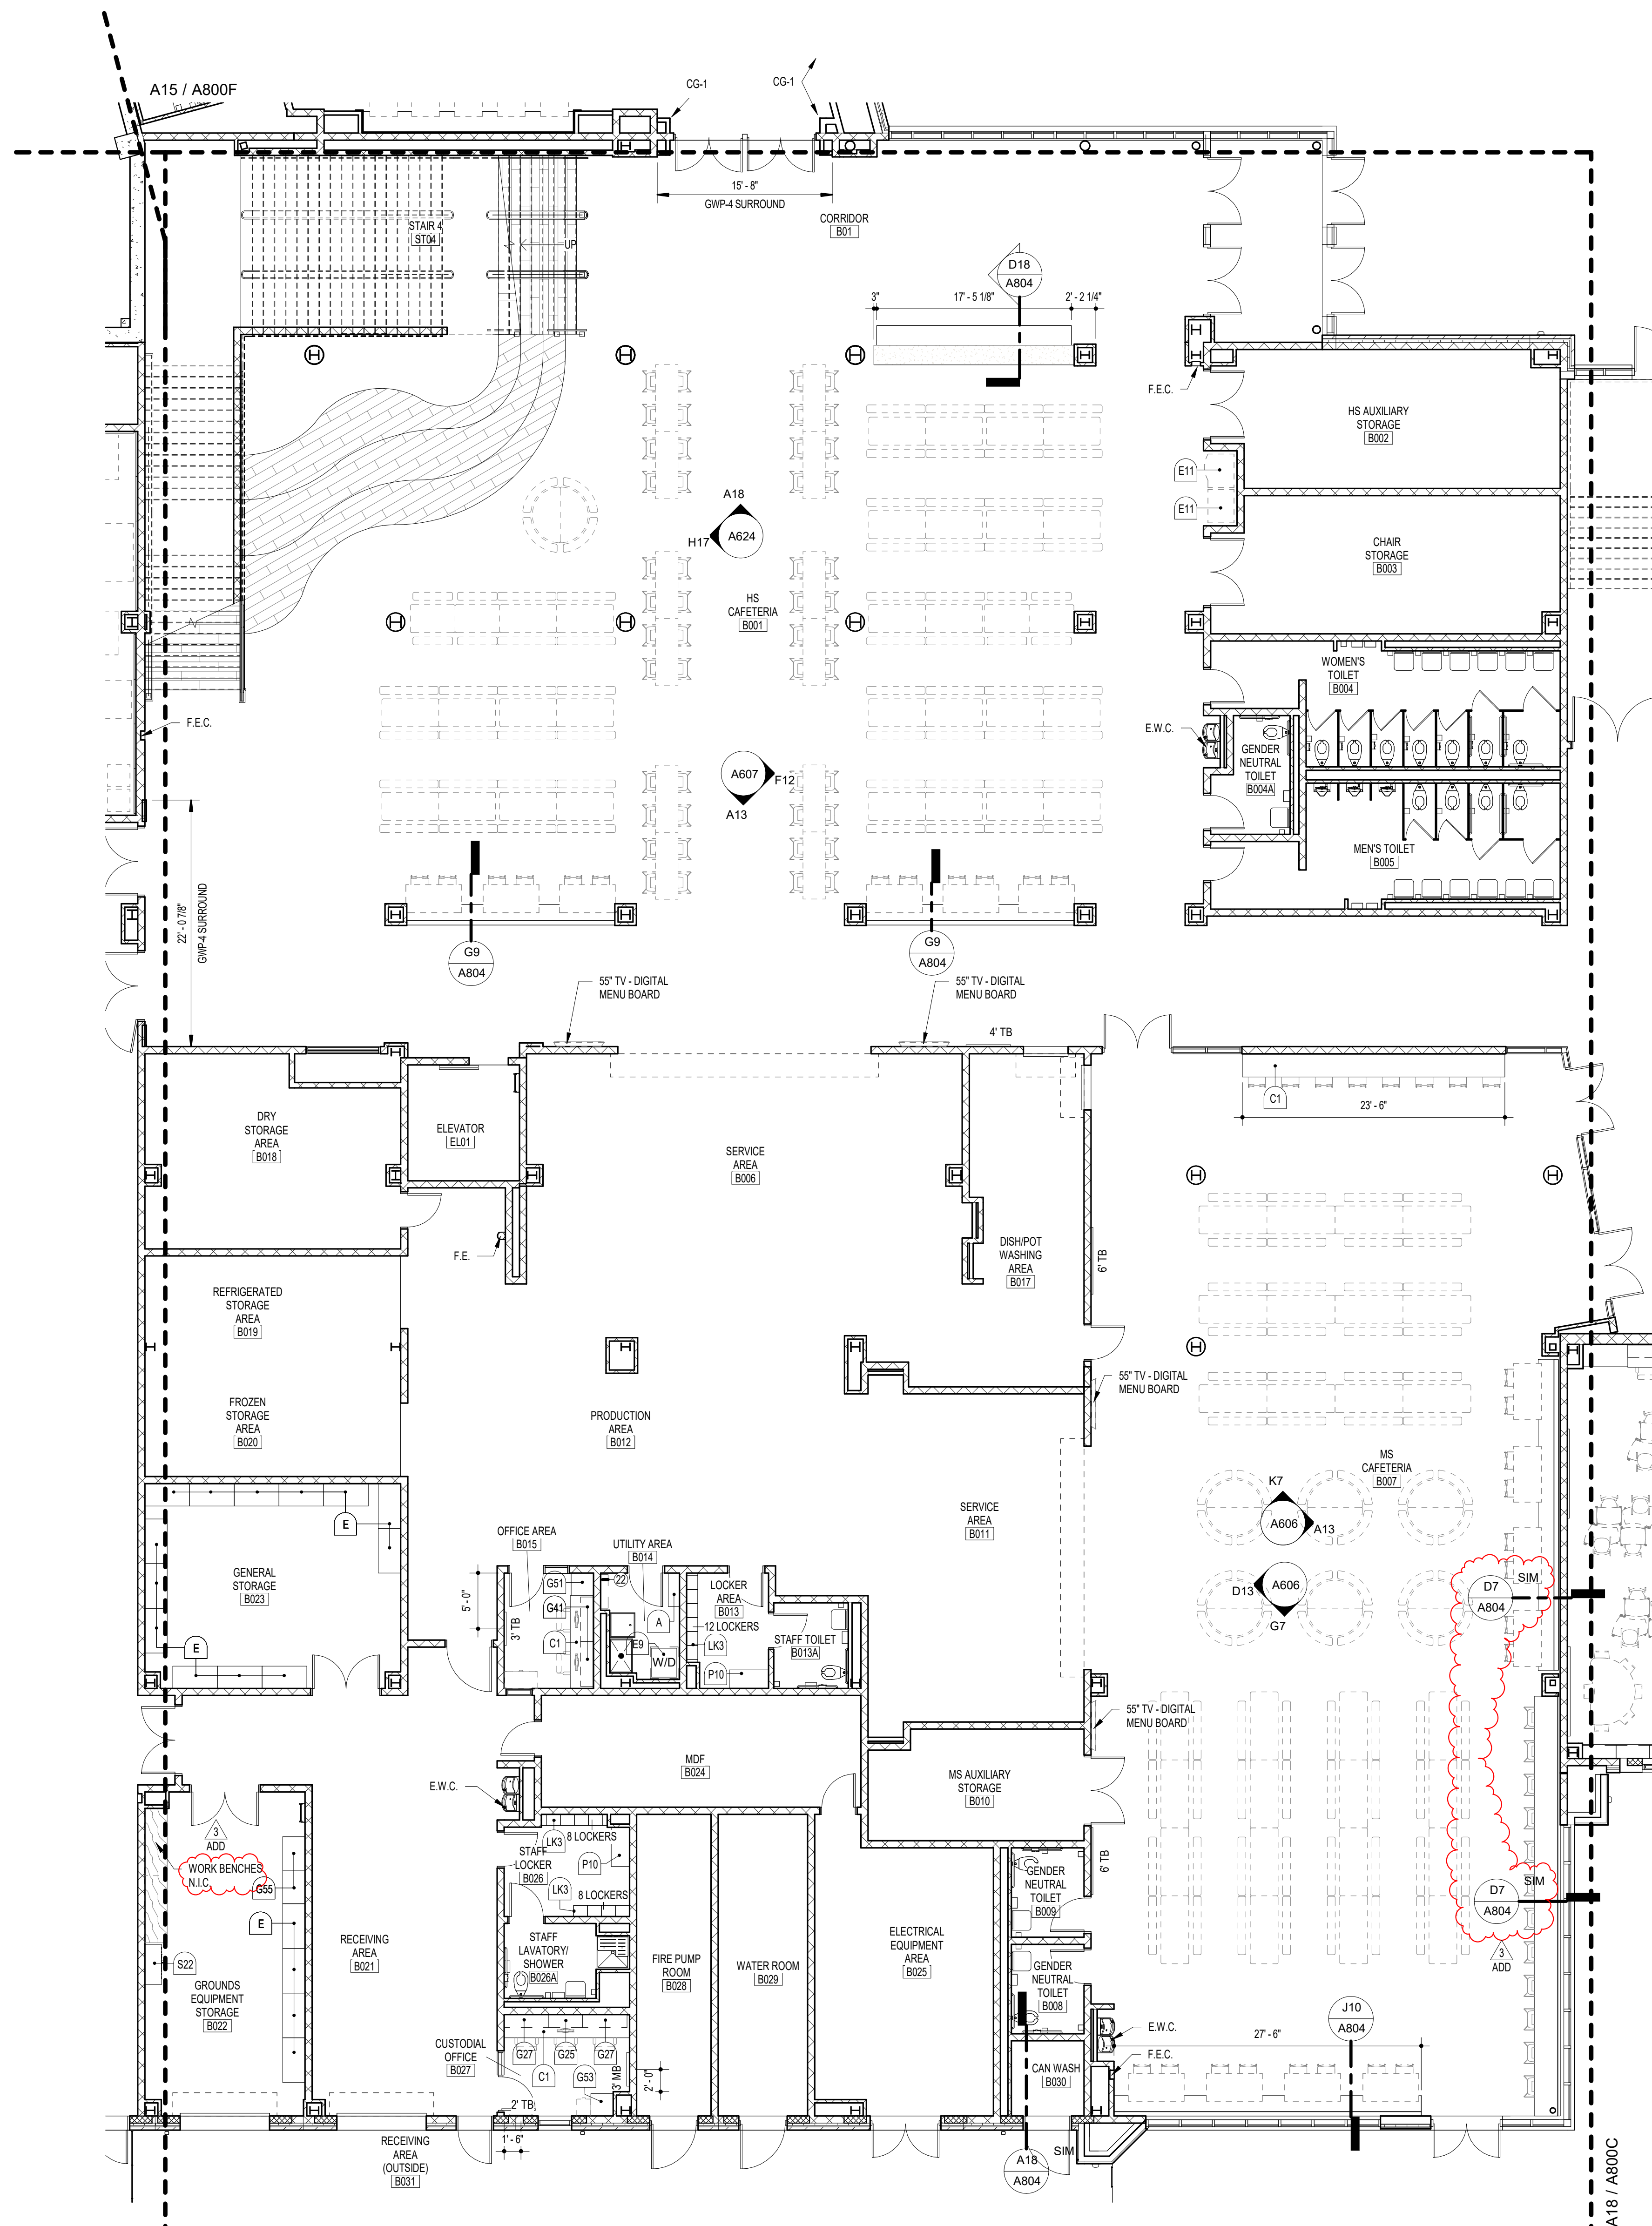 A15 / A800F
CG-1
CG-1
15' - 8"
GWP-4 SURROUND
CORRIDOR
B01
STAIR 4
ST04
UP
D18
A804
3"
17' - 5 1/8"
2' - 2 1/4"
F.E.C.
HS AUXILIARY
STORAGE
B002
E11
E11
A18
H17
A624
CHAIR
STORAGE
B003
HS
CAFETERIA
B001
WOMEN'S
TOILET
B004
F.E.C.
E.W.C.
GENDER
NEUTRAL
TOILET
B004A
A607
F12
A13
MEN'S TOILET
B005
22' - 0 7/8"
GWP-4 SURROUND
G9
A804
G9
A804
55" TV - DIGITAL
MENU BOARD
55" TV - DIGITAL
MENU BOARD
4' TB
C1
23' - 6"
DRY
STORAGE
AREA
B018
ELEVATOR
EL01
SERVICE
AREA
B006
F.E.
DISH/POT
WASHING
AREA
B017
6' TB
REFRIGERATED
STORAGE
AREA
B019
55" TV - DIGITAL
MENU BOARD
FROZEN
STORAGE
AREA
B020
PRODUCTION
AREA
B012
MS
CAFETERIA
B007
K7
A606
A13
SERVICE
AREA
B011
E
OFFICE AREA
B015
UTILITY AREA
B014
GENERAL
STORAGE
B023
5' - 0"
3' TB
G51
G41
C1
22
A
E9
W/D
LOCKER
AREA
B013
12 LOCKERS
LK3
P10
STAFF TOILET
B013A
D13
A606
G7
D7
A804
SIM
E
55" TV - DIGITAL
MENU BOARD
MDF
B024
MS AUXILIARY
STORAGE
B010
E.W.C.
3
ADD
WORK BENCHES
N.I.C.
G55
E
LK3
8 LOCKERS
STAFF
LOCKER
B026
P10
LK3
8 LOCKERS
6' TB
GENDER
NEUTRAL
TOILET
B009
D7
A804
SIM
3
ADD
S22
GROUNDS
EQUIPMENT
STORAGE
B022
RECEIVING
AREA
B021
STAFF
LAVATORY/
SHOWER
B026A
FIRE PUMP
ROOM
B028
WATER ROOM
B029
ELECTRICAL
EQUIPMENT
AREA
B025
GENDER
NEUTRAL
TOILET
B008
CUSTODIAL
OFFICE
B027
G27
G25
G27
C1
G53
3' MB
2' - 0"
2' TB
E.W.C.
F.E.C.
27' - 6"
J10
A804
CAN WASH
B030
1' - 6"
RECEIVING
AREA
(OUTSIDE)
B031
A18
A804
SIM
A18 / A800C